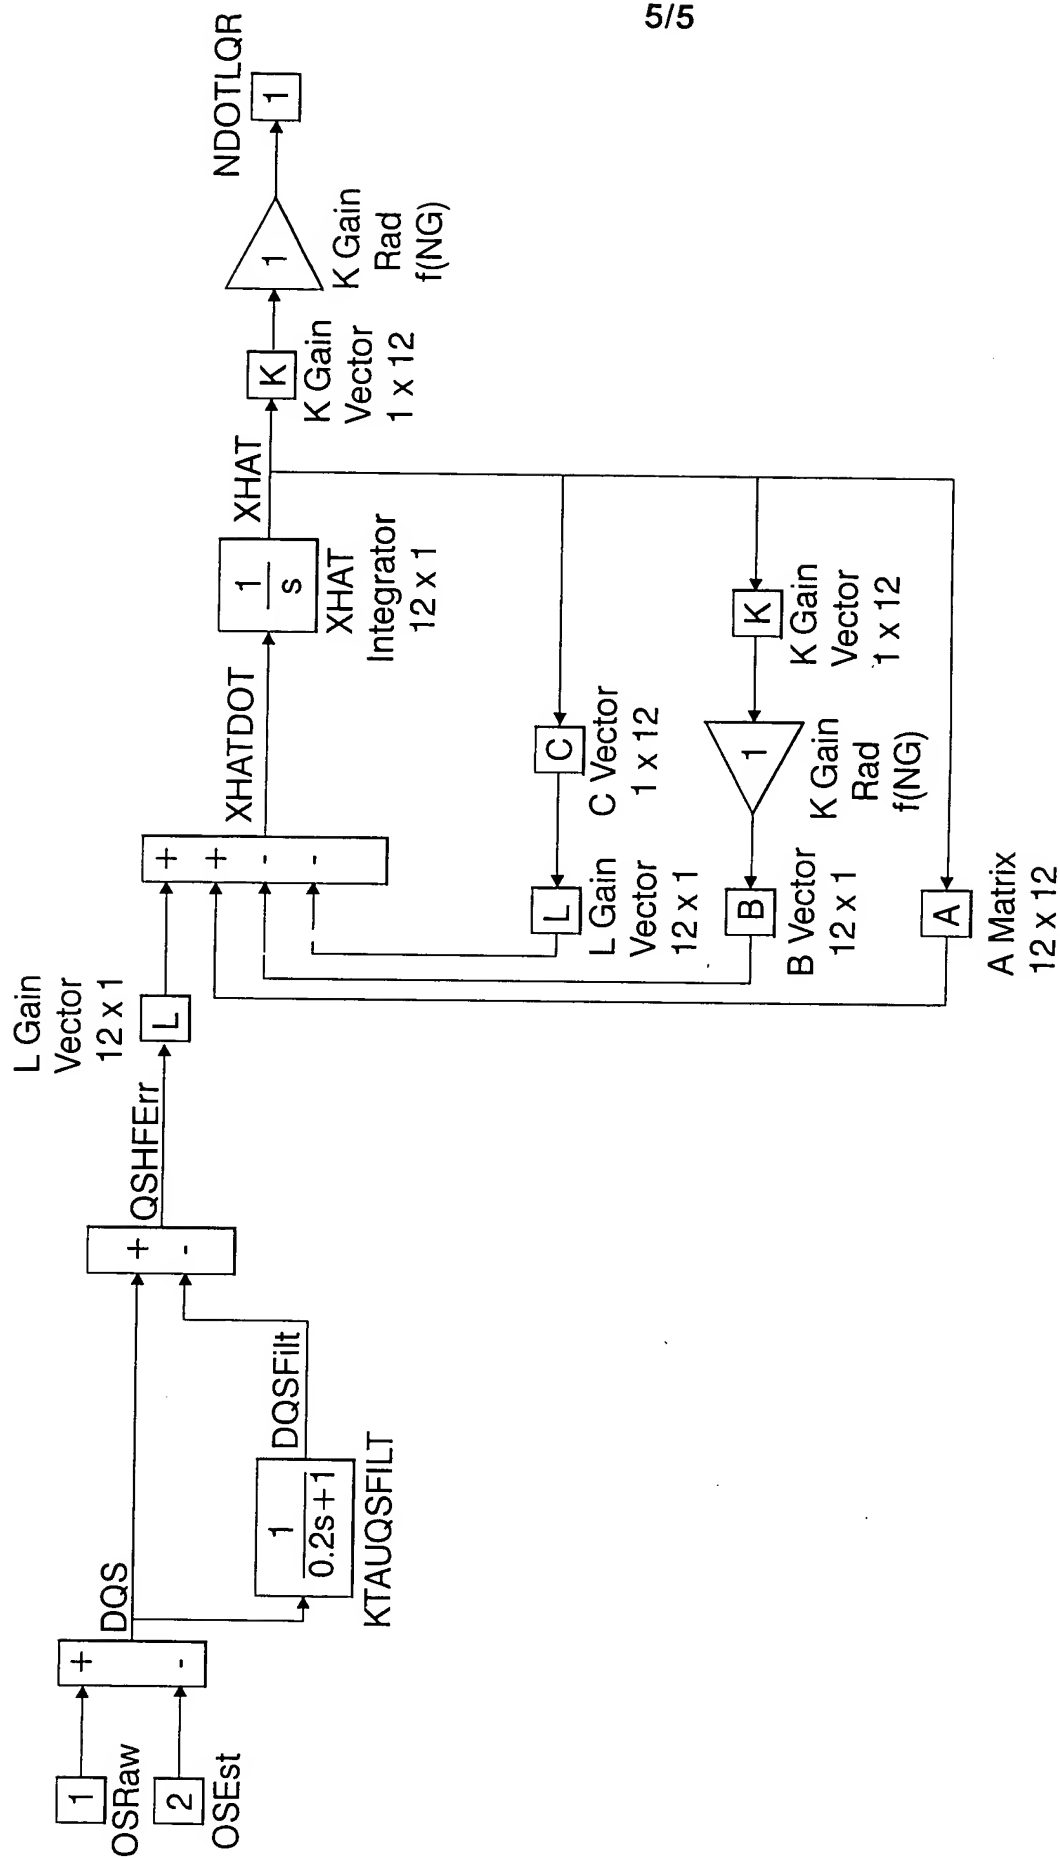 5/5
1
OSRaw
2
OSEst
+
-
DQS
1
0.2s+1
KTAUQSFILT
DQSFilt
+
-
QSHFErr
L
L Gain
Vector
12 x 1
+
+
-
-
XHATDOT
1
s
XHAT
Integrator
12 x 1
XHAT
K
K Gain
Vector
1 x 12
1
K Gain
Rad
f(NG)
NDOTLQR
1
C
C Vector
1 x 12
L
L Gain
Vector
12 x 1
K
K Gain
Vector
1 x 12
1
K Gain
Rad
f(NG)
B
B Vector
12 x 1
A
A Matrix
12 x 12